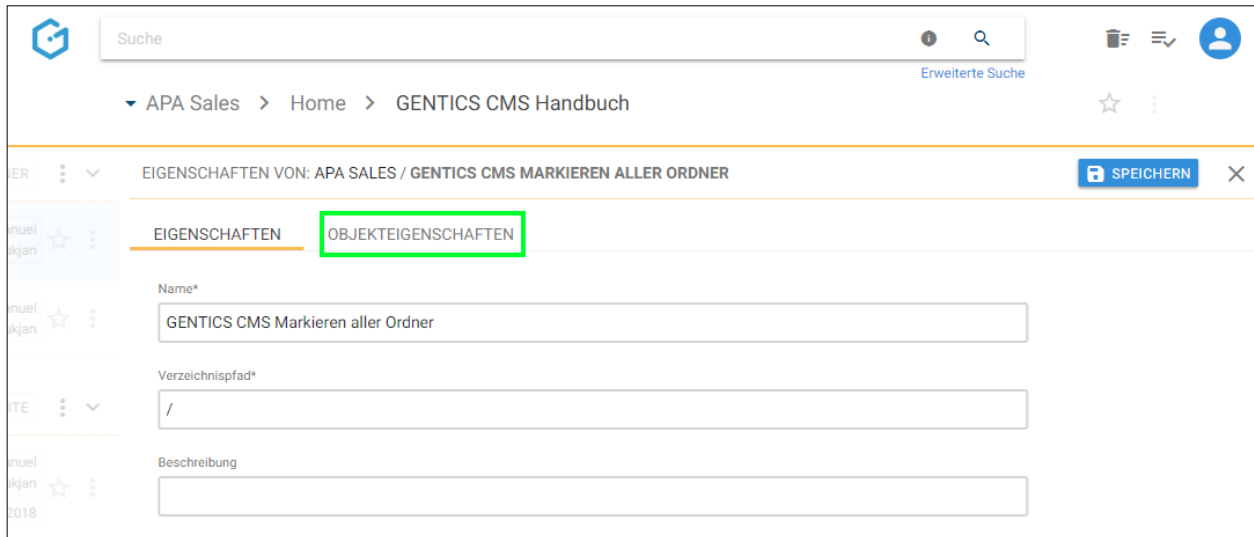 Suche
Erweiterte Suche
APA Sales > Home > GENTICS CMS Handbuch
EIGENSCHAFTEN VON: APA SALES / GENTICS CMS MARKIEREN ALLER ORDNER
SPEICHERN
EIGENSCHAFTEN OBJEKTEIGENSCHAFTEN
Name*
GENTICS CMS Markieren aller Ordner
Verzeichnispfad*
/
Beschreibung
2018